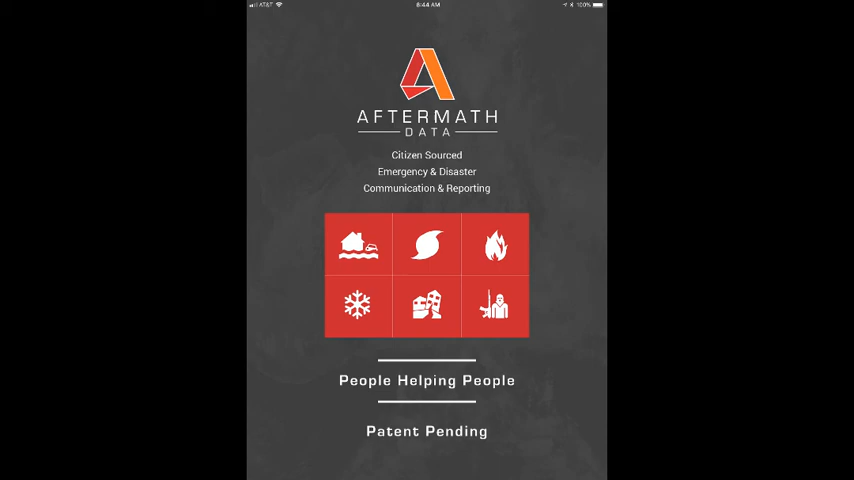 AT&T 8:44 AM 100%
AFTERMATH
DATA
Citizen Sourced
Emergency & Disaster
Communication & Reporting
People Helping People
Patent Pending